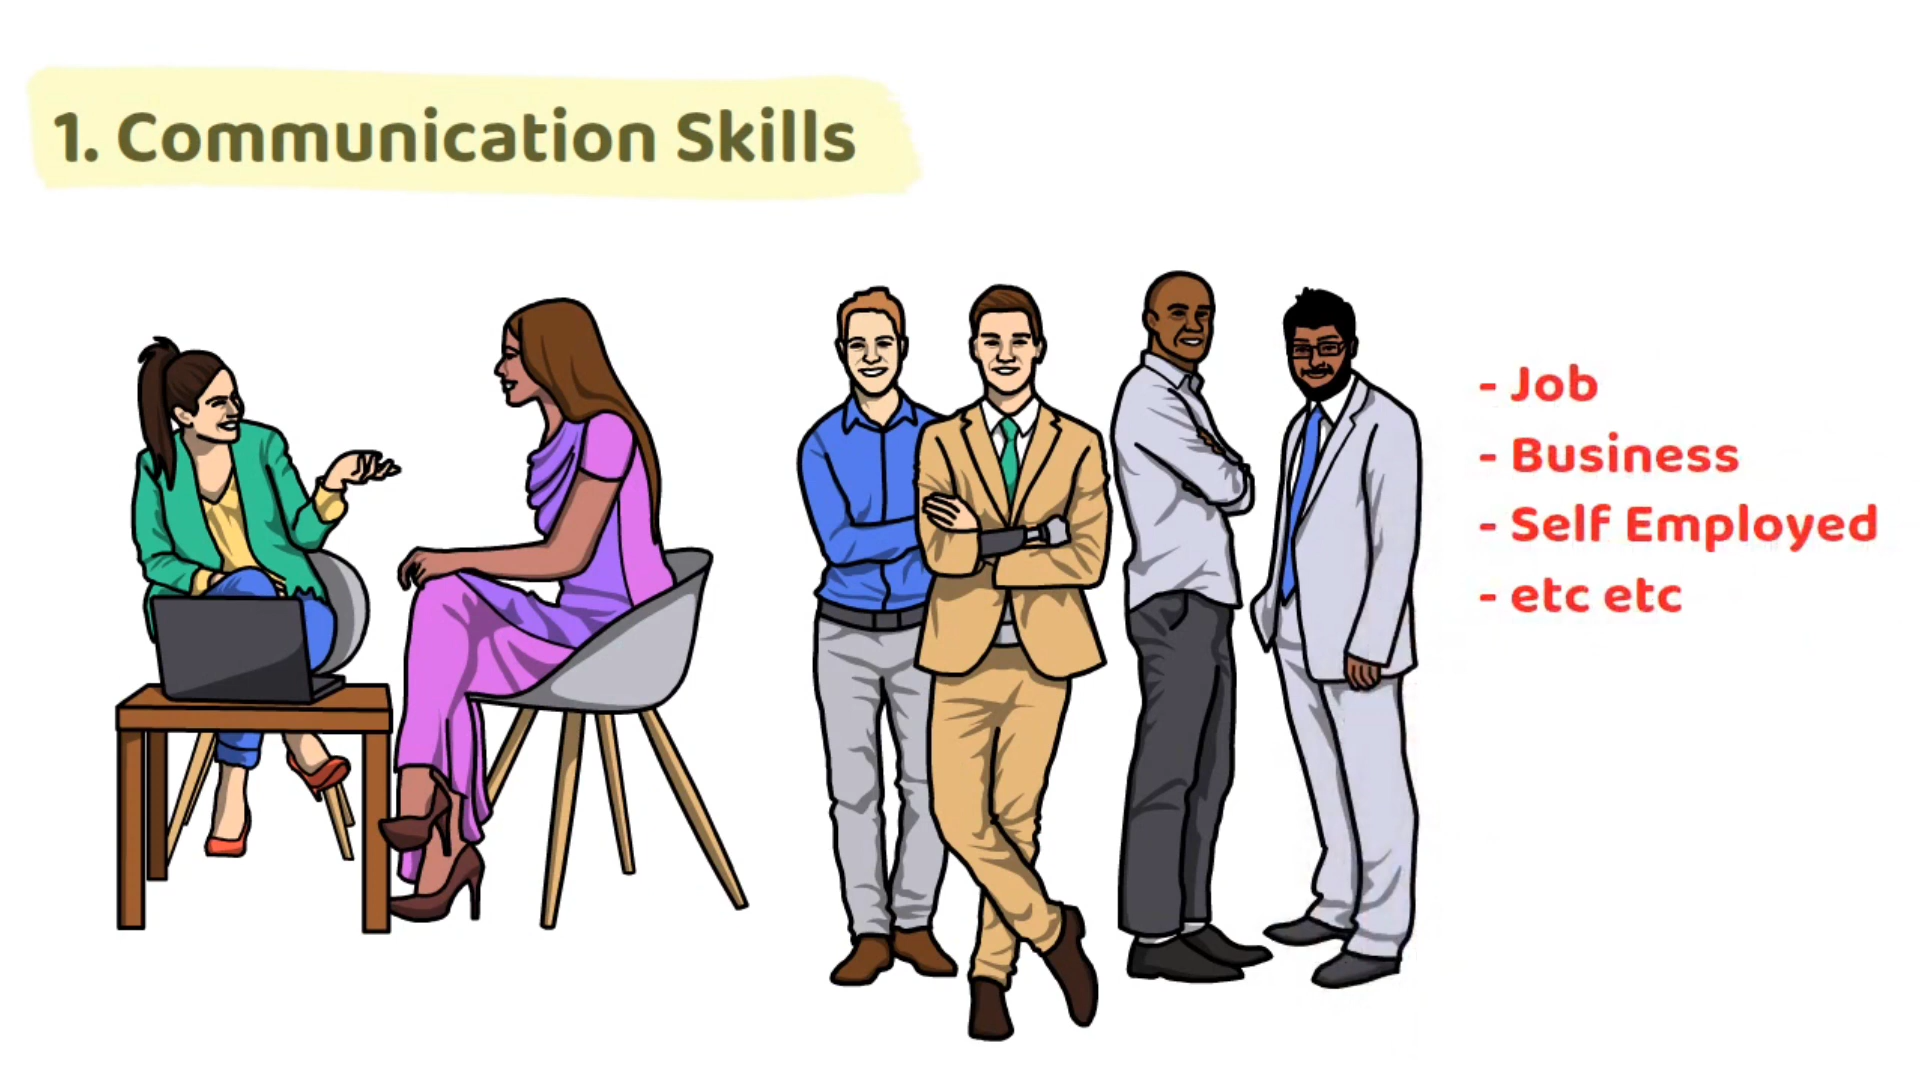 1. Communication Skills
- Job
- Business
- Self Employed
- etc etc